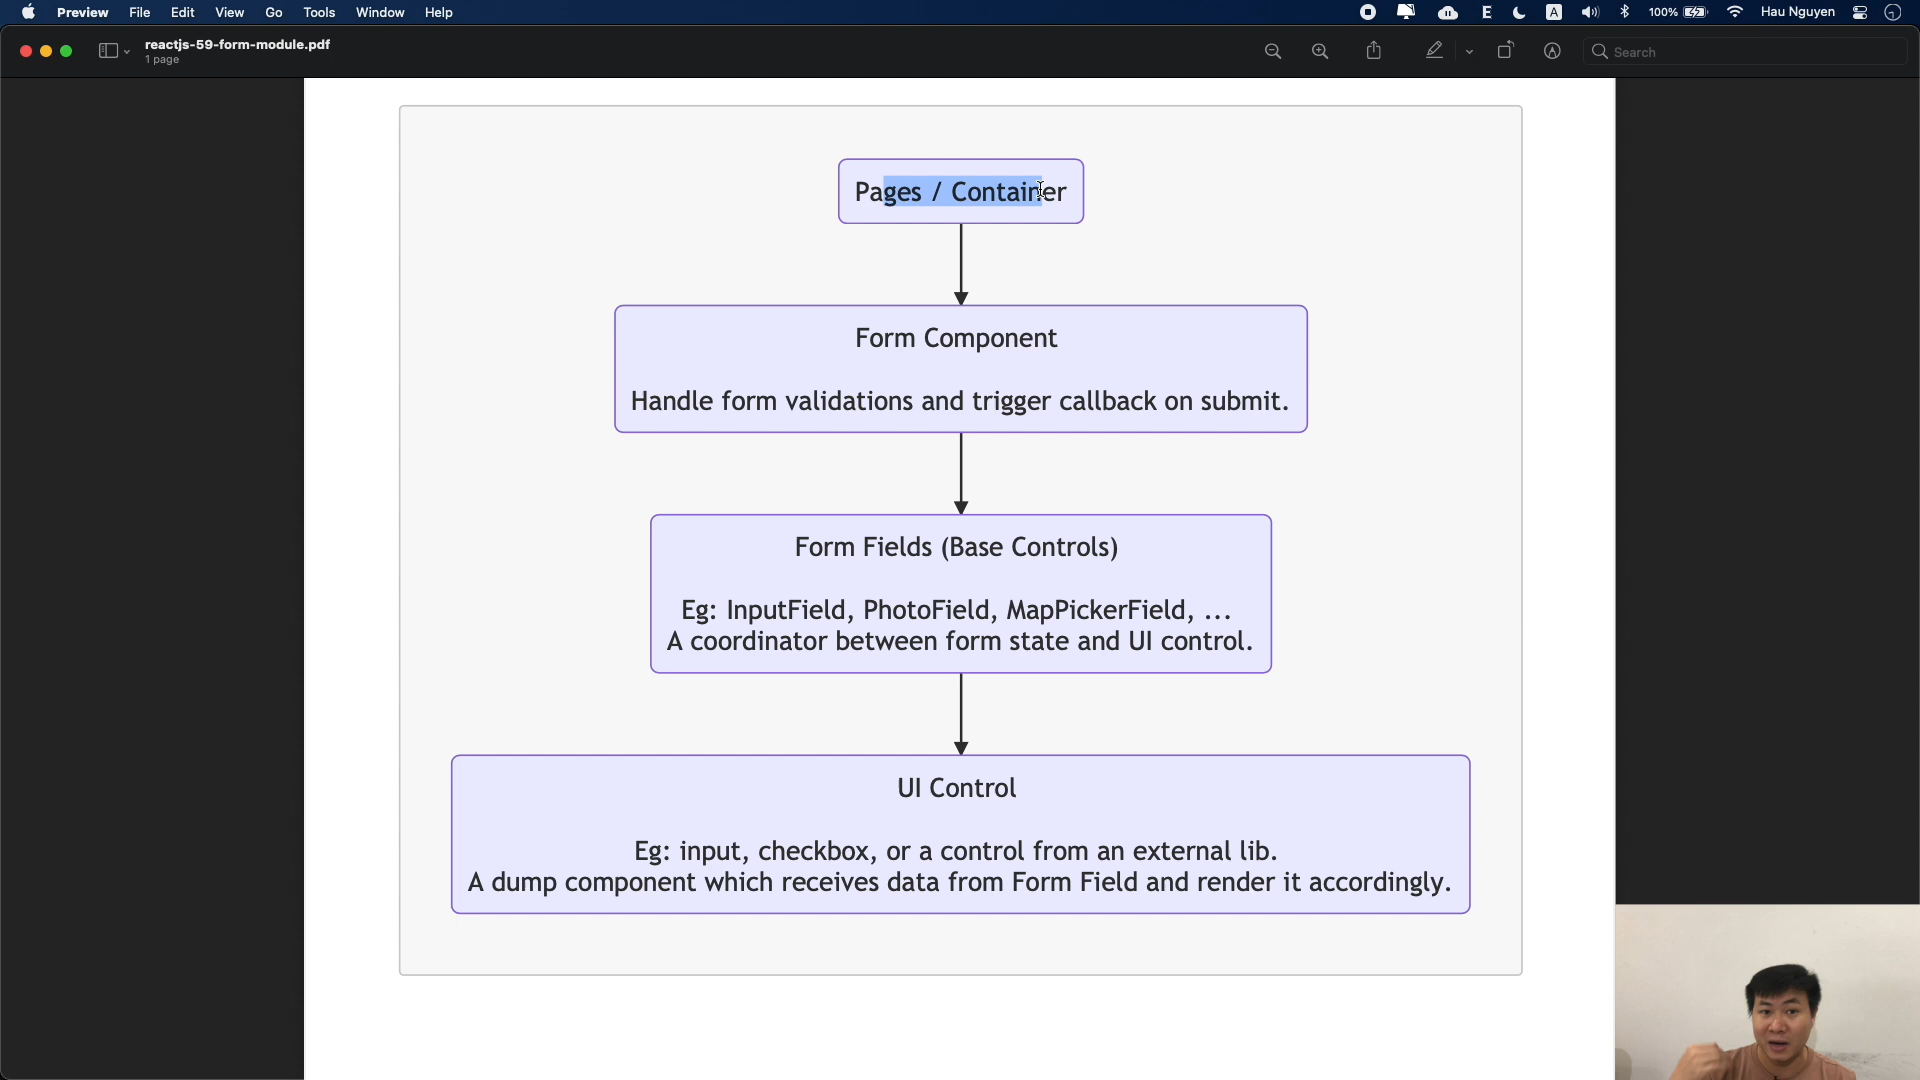 Preview File Edit View Go Tools Window Help
E A 100% Hau Nguyen
reactjs-59-form-module.pdf
1 page
Search
Pages / Container
Form Component
Handle form validations and trigger callback on submit.
Form Fields (Base Controls)
Eg: InputField, PhotoField, MapPickerField, ...
A coordinator between form state and UI control.
UI Control
Eg: input, checkbox, or a control from an external lib.
A dump component which receives data from Form Field and render it accordingly.